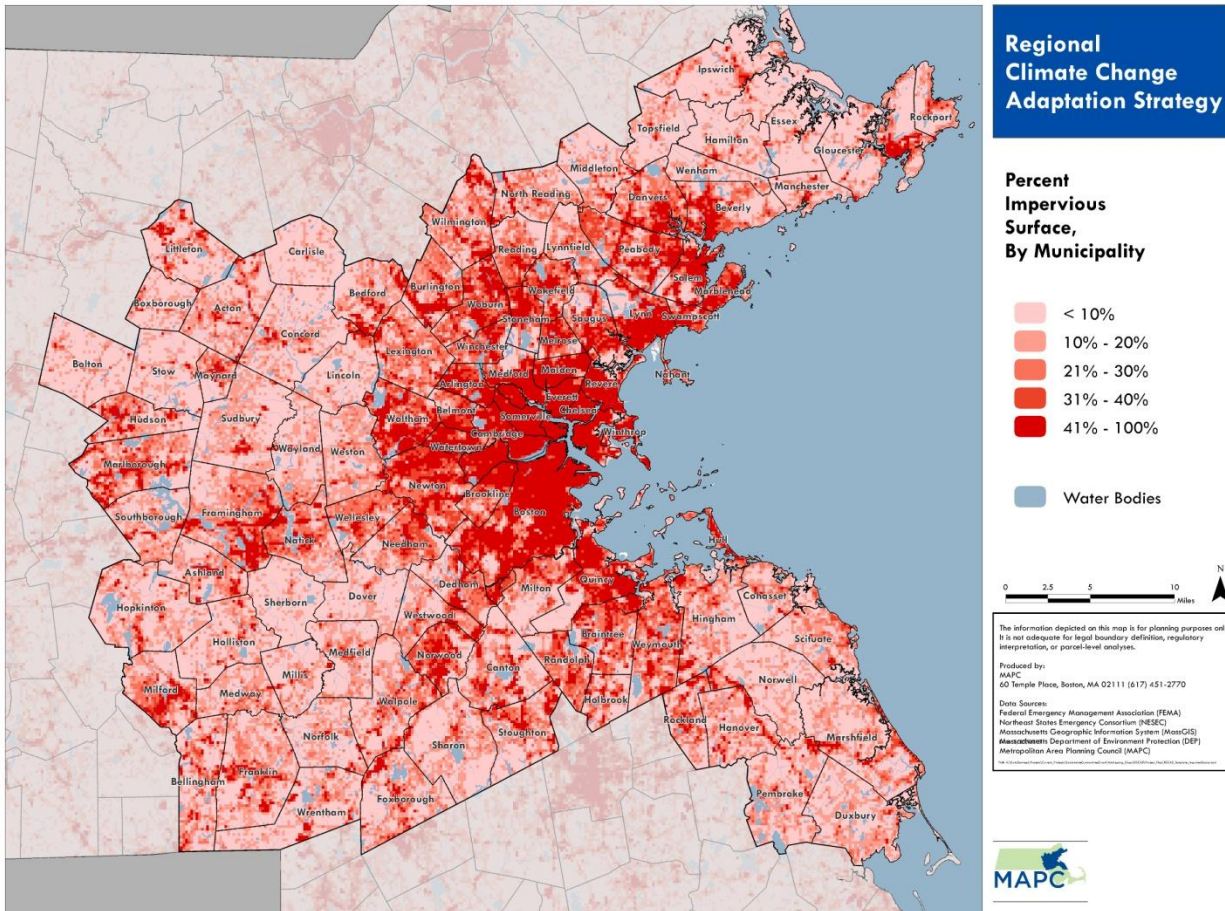 Regional
Climate Change
Adaptation Strategy
Percent
Impervious
Surface,
By Municipality
< 10%
10% - 20%
21% - 30%
31% - 40%
41% - 100%
Water Bodies
N
0 2.5 5 10
Miles
The information depicted on this map is for planning purposes onl
It is not adequate for legal boundary definition, regulatory
interpretation, or parcel-level analyses.
Produced by:
MAPC
60 Temple Place, Boston, MA 02111 (617) 451-2770
Data Sources:
Federal Emergency Management Association (FEMA)
Northeast States Emergency Consortium (NESEC)
Massachusetts Geographic Information System (MassGIS)
Massachusetts Department of Environment Protection (DEP)
Metropolitan Area Planning Council (MAPC)
MAPC
Ipswich
Rockport
Essex
Topsfield
Hamilton
Gloucester
Middleton
Wenham
Manchester
North Reading
Danvers
Beverly
Wilmington
Reading
Lynnfield
Peabody
Littleton
Carlisle
Salem
Bedford
Burlington
Wakefield
Marblehead
Boxborough
Acton
Woburn
Stoneham
Saugus
Lynn
Swampscott
Concord
Winchester
Melrose
Lexington
Bolton
Stow
Maynard
Lincoln
Medford
Malden
Nahant
Arlington
Revere
Everett
Hudson
Sudbury
Waltham
Belmont
Somerville
Chelsea
Cambridge
Winthrop
Wayland
Weston
Watertown
Marlborough
Newton
Brookline
Southborough
Framingham
Wellesley
Boston
Natick
Needham
Hull
Ashland
Dedham
Milton
Quincy
Hopkinton
Sherborn
Dover
Cohasset
Westwood
Hingham
Holliston
Braintree
Weymouth
Scituate
Medfield
Norwood
Canton
Randolph
Millis
Norwell
Milford
Medway
Walpole
Holbrook
Rockland
Hanover
Norfolk
Sharon
Stoughton
Marshfield
Bellingham
Franklin
Foxborough
Pembroke
Wrentham
Duxbury